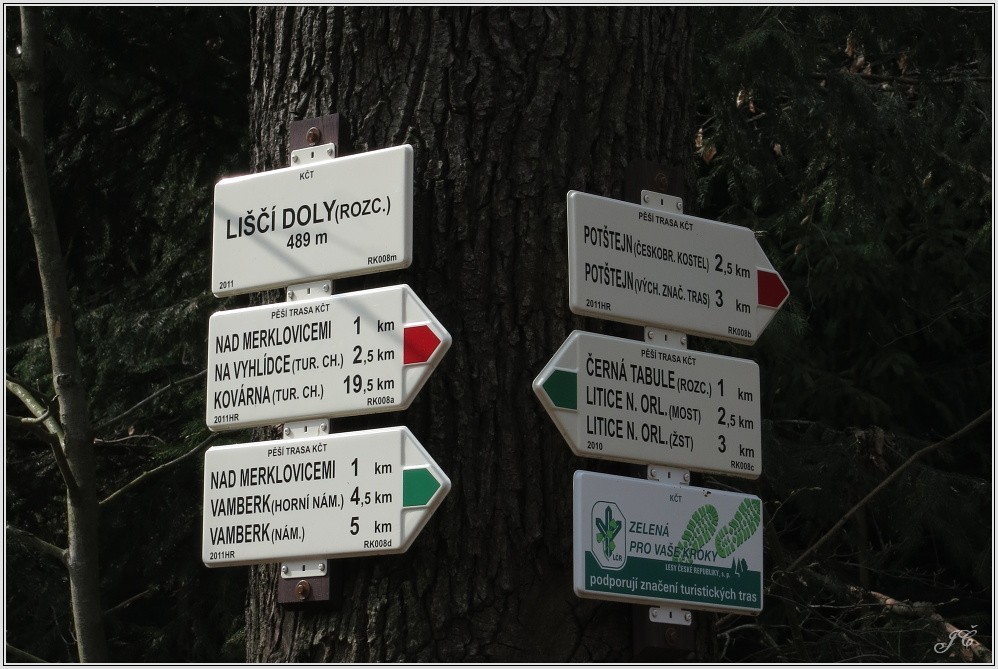 KČT
LIŠČÍ DOLY (ROZC.)
489 m
2011 RK008m
PĚŠÍ TRASA KČT
NAD MERKLOVICEMI 1 km
NA VYHLÍDCE (TUR. CH.) 2,5 km
KOVÁRNA (TUR. CH.) 19,5 km
2011HR RK008a
PĚŠÍ TRASA KČT
NAD MERKLOVICEMI 1 km
VAMBERK (HORNÍ NÁM.) 4,5 km
VAMBERK (NÁM.) 5 km
2011HR RK008d
PĚŠÍ TRASA KČT
POTŠTEJN (ČESKOBR. KOSTEL) 2,5 km
POTŠTEJN (VÝCH. ZNAČ. TRAS) 3 km
2011HR RK008b
PĚŠÍ TRASA KČT
ČERNÁ TABULE (ROZC.) 1 km
LITICE N. ORL. (MOST) 2,5 km
LITICE N. ORL. (ŽST) 3 km
2010 RK008c
KČT
ZELENÁ
PRO VAŠE KROKY
LČR
LESY ČESKÉ REPUBLIKY, s. p.
podporují značení turistických tras
JČ